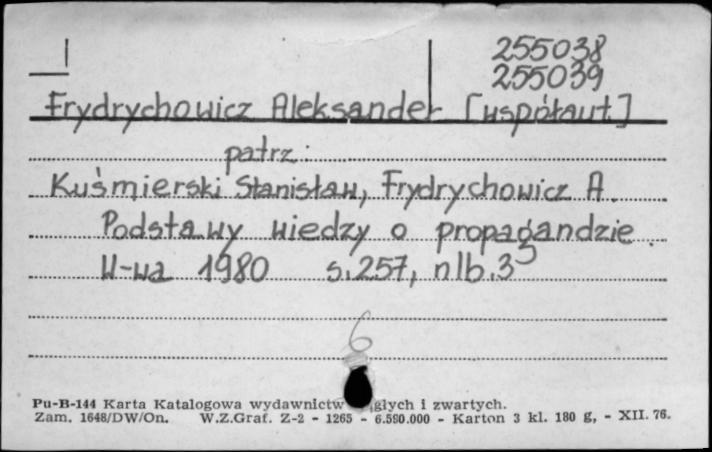 255038
255039
Frydrychowicz Aleksander [współaut.]
patrz:
Kuśmierski Stanisław, Frydrychowicz A.
Podstawy wiedzy o propagandzie.
W-wa 1980 s. 257, nlb. 3
6
Pu-B-144 Karta Katalogowa wydawnictw głych i zwartych.
Zam. 1648/DW/On. W.Z.Graf. Z-2 - 1265 - 6.590.000 - Karton 3 kl. 180 g, - XII. 76.